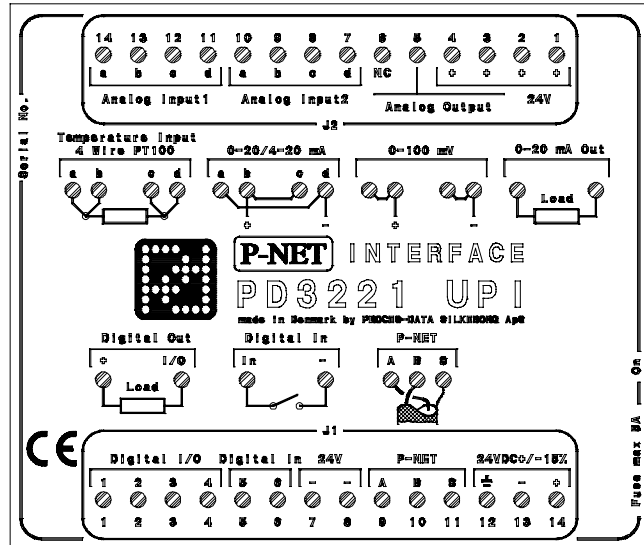 14 13 12 11 10 9 8 7 6 5 4 3 2 1
a b c d a b c d NC + + + +
Analog Input1 Analog Input2 Analog Output 24V
J2
Serial No.
Temperature Input
4 Wire PT100 0-20/4-20 mA 0-100 mV 0-20 mA Out
a b c d a b c d Load
+ - + -
P-NET INTERFACE
PD3221 UPI
made in Denmark by PROCES-DATA SILKEBORG ApS
Digital Out Digital In P-NET
+ I/O In - A B S
Load
J1
CE
Digital I/O Digital In 24V P-NET 24VDC+/-15%
1 2 3 4 5 6 - - A B S - +
1 2 3 4 5 6 7 8 9 10 11 12 13 14
Fuse max 5A On